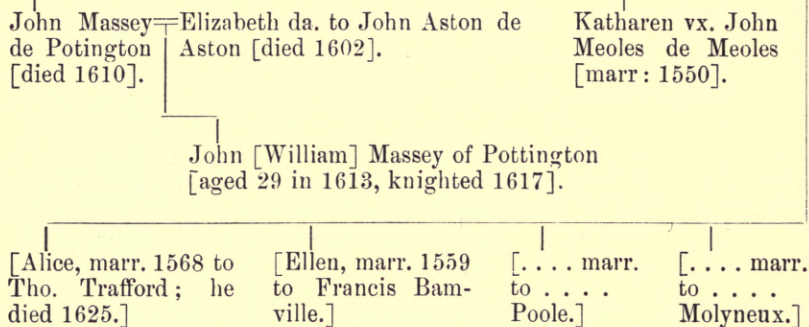 John Massey=Elizabeth da. to John Aston de
de Potington Aston [died 1602].
[died 1610].
Katharen vx. John
Meoles de Meoles
[marr: 1550].
John [William] Massey of Pottington
[aged 29 in 1613, knighted 1617].
[Alice, marr. 1568 to
Tho. Trafford; he
died 1625.]
[Ellen, marr. 1559
to Francis Bam-
ville.]
[. . . . marr.
to . . . .
Poole.]
[. . . . marr.
to . . . .
Molyneux.]